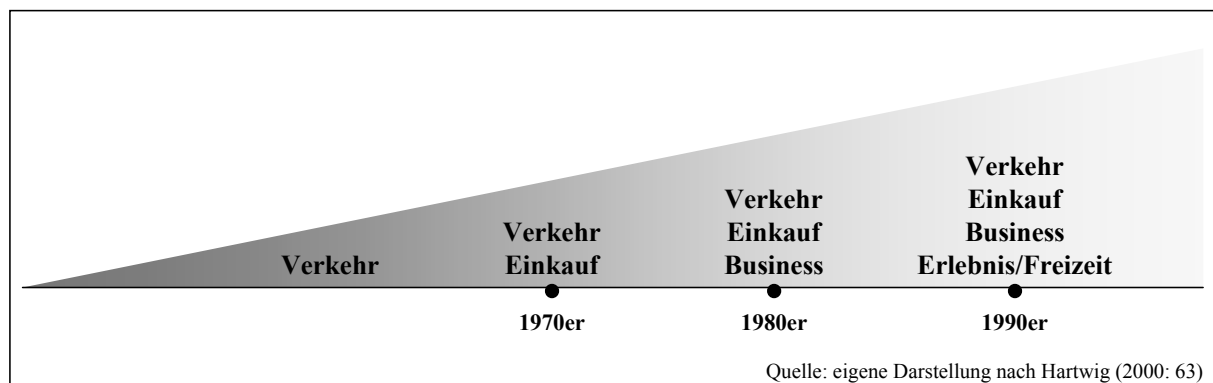 Verkehr
Verkehr
Einkauf
Verkehr
Einkauf
Business
Verkehr
Einkauf
Business
Erlebnis/Freizeit
1970er
1980er
1990er
Quelle: eigene Darstellung nach Hartwig (2000: 63)